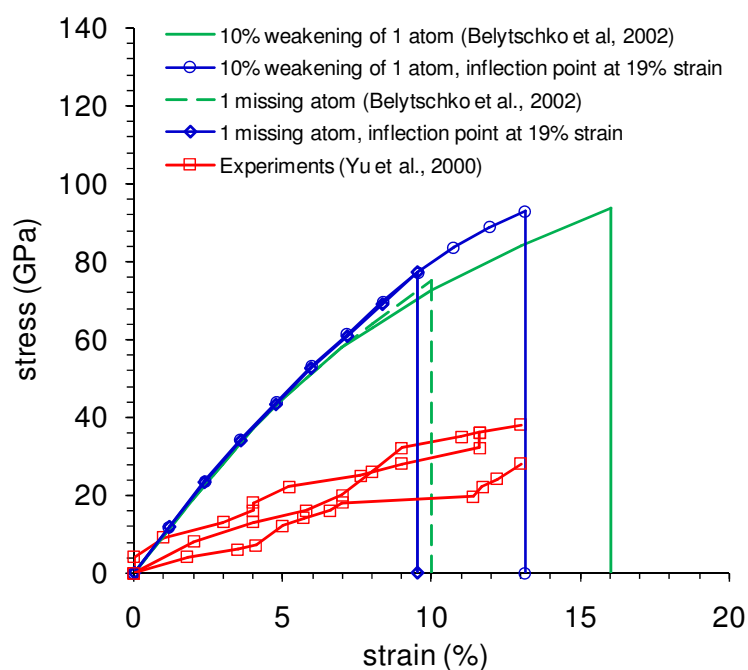 140
120
100
80
60
40
20
0
stress (GPa)
10% weakening of 1 atom (Belytschko et al, 2002)
10% weakening of 1 atom, inflection point at 19% strain
1 missing atom (Belytschko et al., 2002)
1 missing atom, inflection point at 19% strain
Experiments (Yu et al., 2000)
0 5 10 15 20
strain (%)